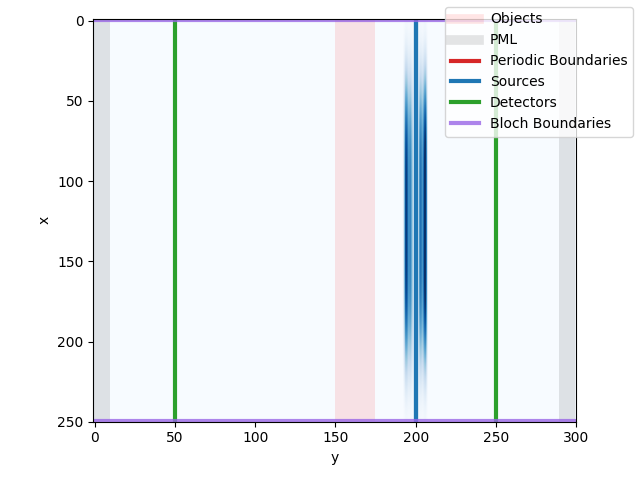 Objects
PML
Periodic Boundaries
Sources
Detectors
Bloch Boundaries
0
50
100
150
200
250
x
0 50 100 150 200 250 300
y